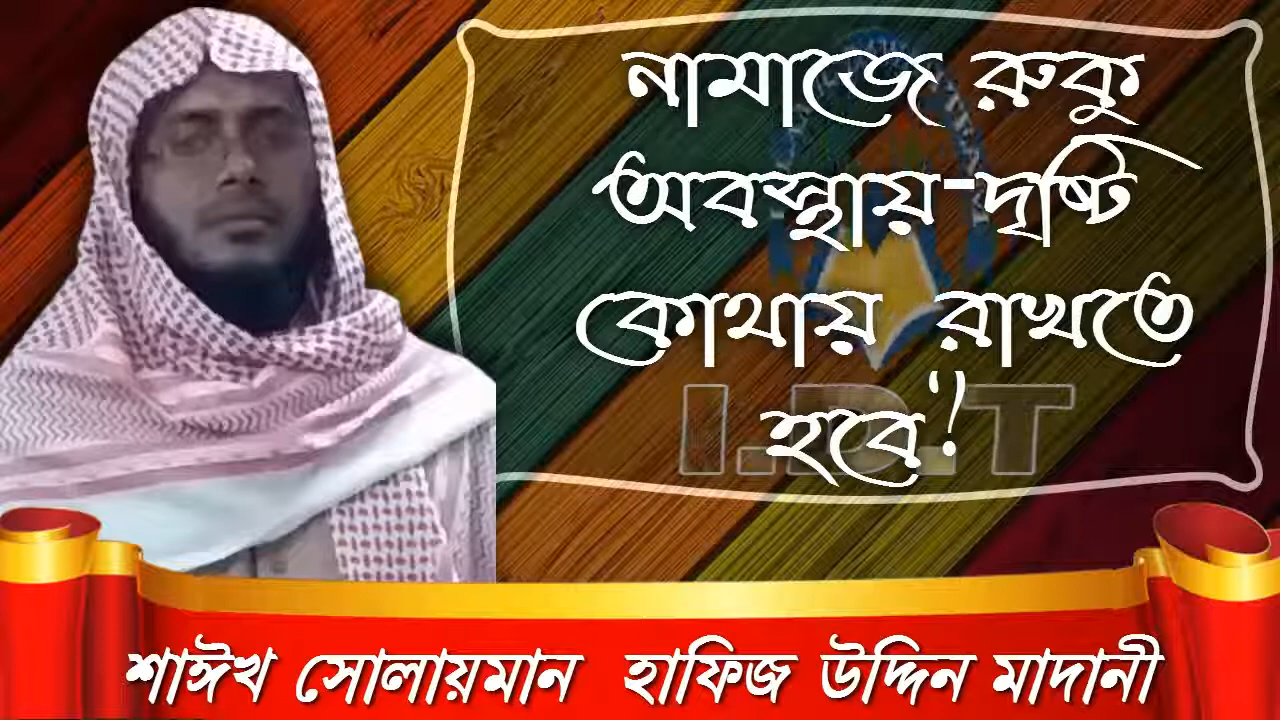 নামাজে রুকু
অবস্থায়-দৃষ্টি
কোথায় রাখতে
হবে?
I.D.T
শাঈখ সোলায়মান হাফিজ উদ্দিন মাদানী